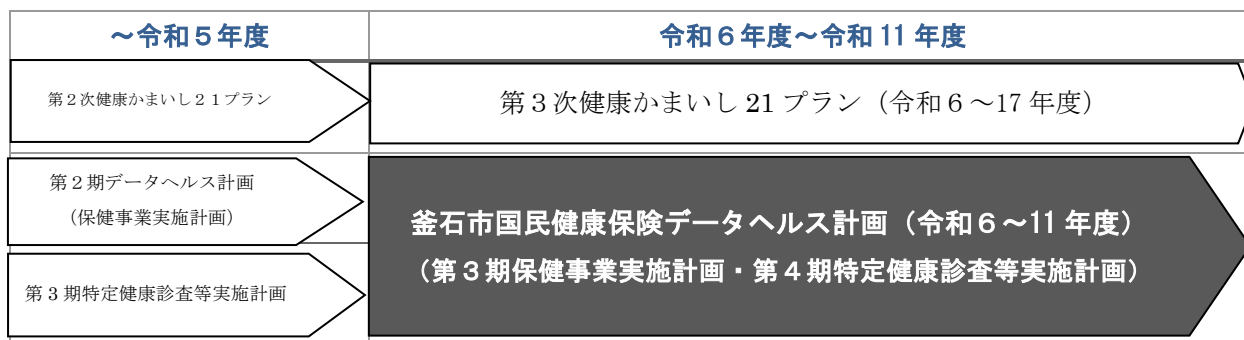 ～令和５年度
令和６年度～令和 11 年度
第２次健康かまいし２１プラン
第３次健康かまいし 21 プラン（令和６～17 年度）
第２期データヘルス計画
（保健事業実施計画）
第３期特定健康診査等実施計画
釜石市国民健康保険データヘルス計画（令和６～11 年度）
（第３期保健事業実施計画・第４期特定健康診査等実施計画）